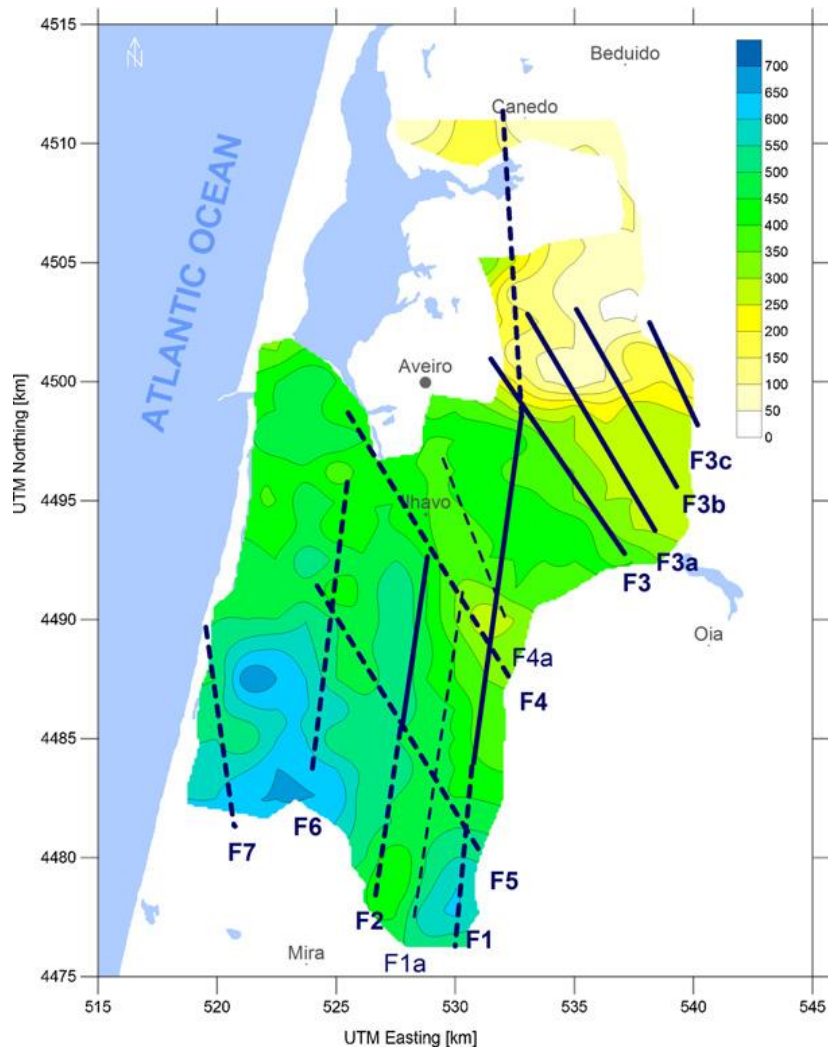 4515
4510
4505
4500
4495
4490
4485
4480
4475
UTM Northing [km]
515
520
525
530
535
540
545
UTM Easting [km]
N
ATLANTIC OCEAN
Beduido
Canedo
Aveiro
Ilhavo
Oia
Mira
F3c
F3b
F3a
F3
F4a
F4
F5
F6
F7
F2
F1
F1a
700
650
600
550
500
450
400
350
300
250
200
150
100
50
0